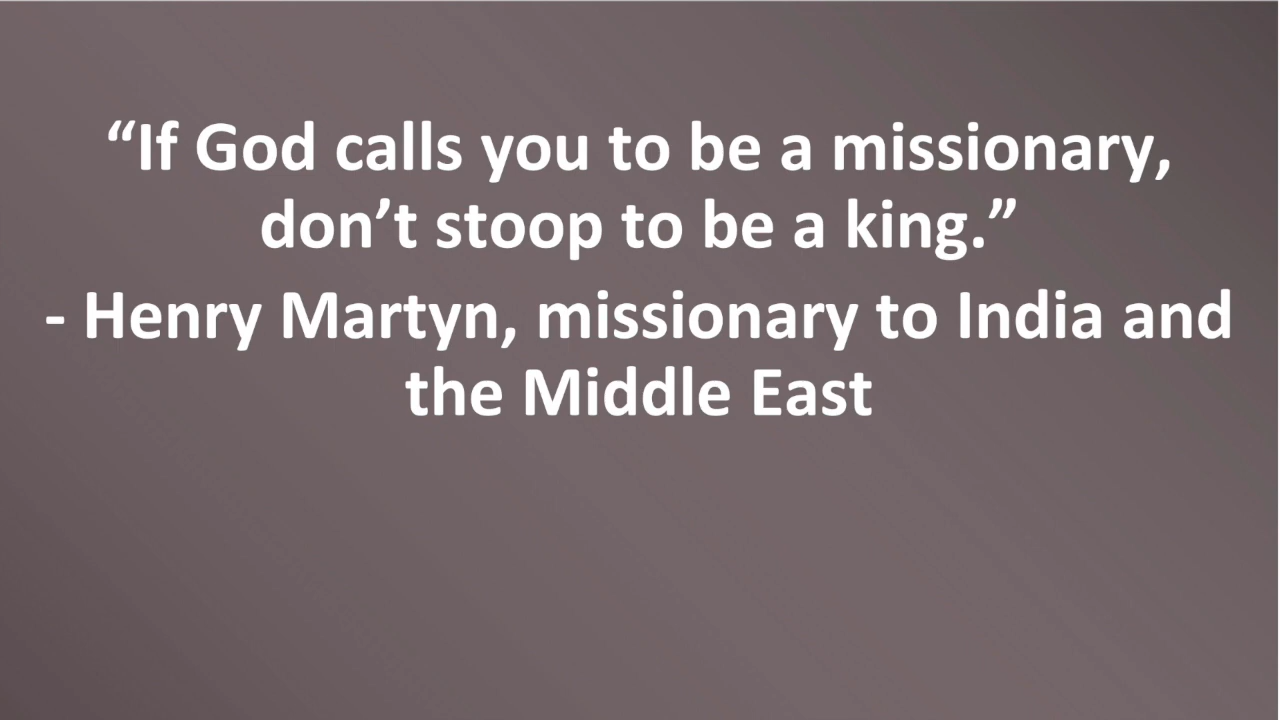 “If God calls you to be a missionary,
don’t stoop to be a king.”
- Henry Martyn, missionary to India and
the Middle East